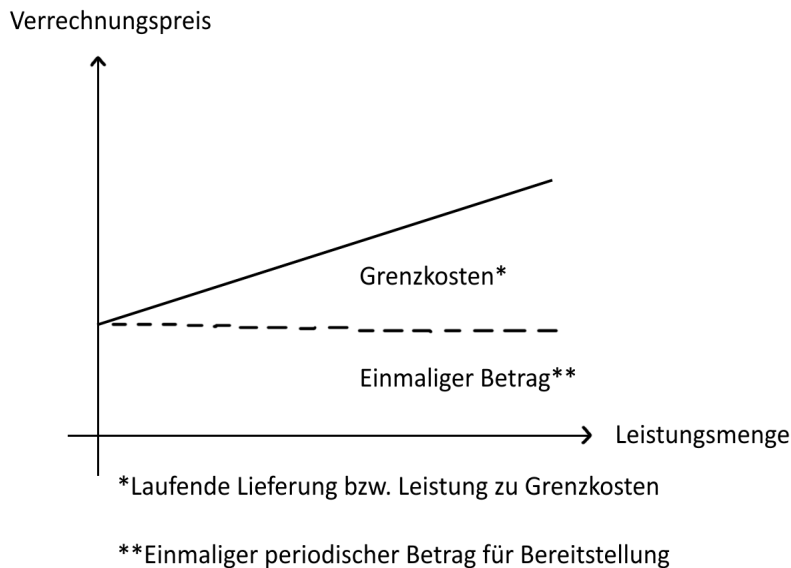 Verrechnungspreis
Grenzkosten*
Einmaliger Betrag**
Leistungsmenge
*Laufende Lieferung bzw. Leistung zu Grenzkosten
**Einmaliger periodischer Betrag für Bereitstellung